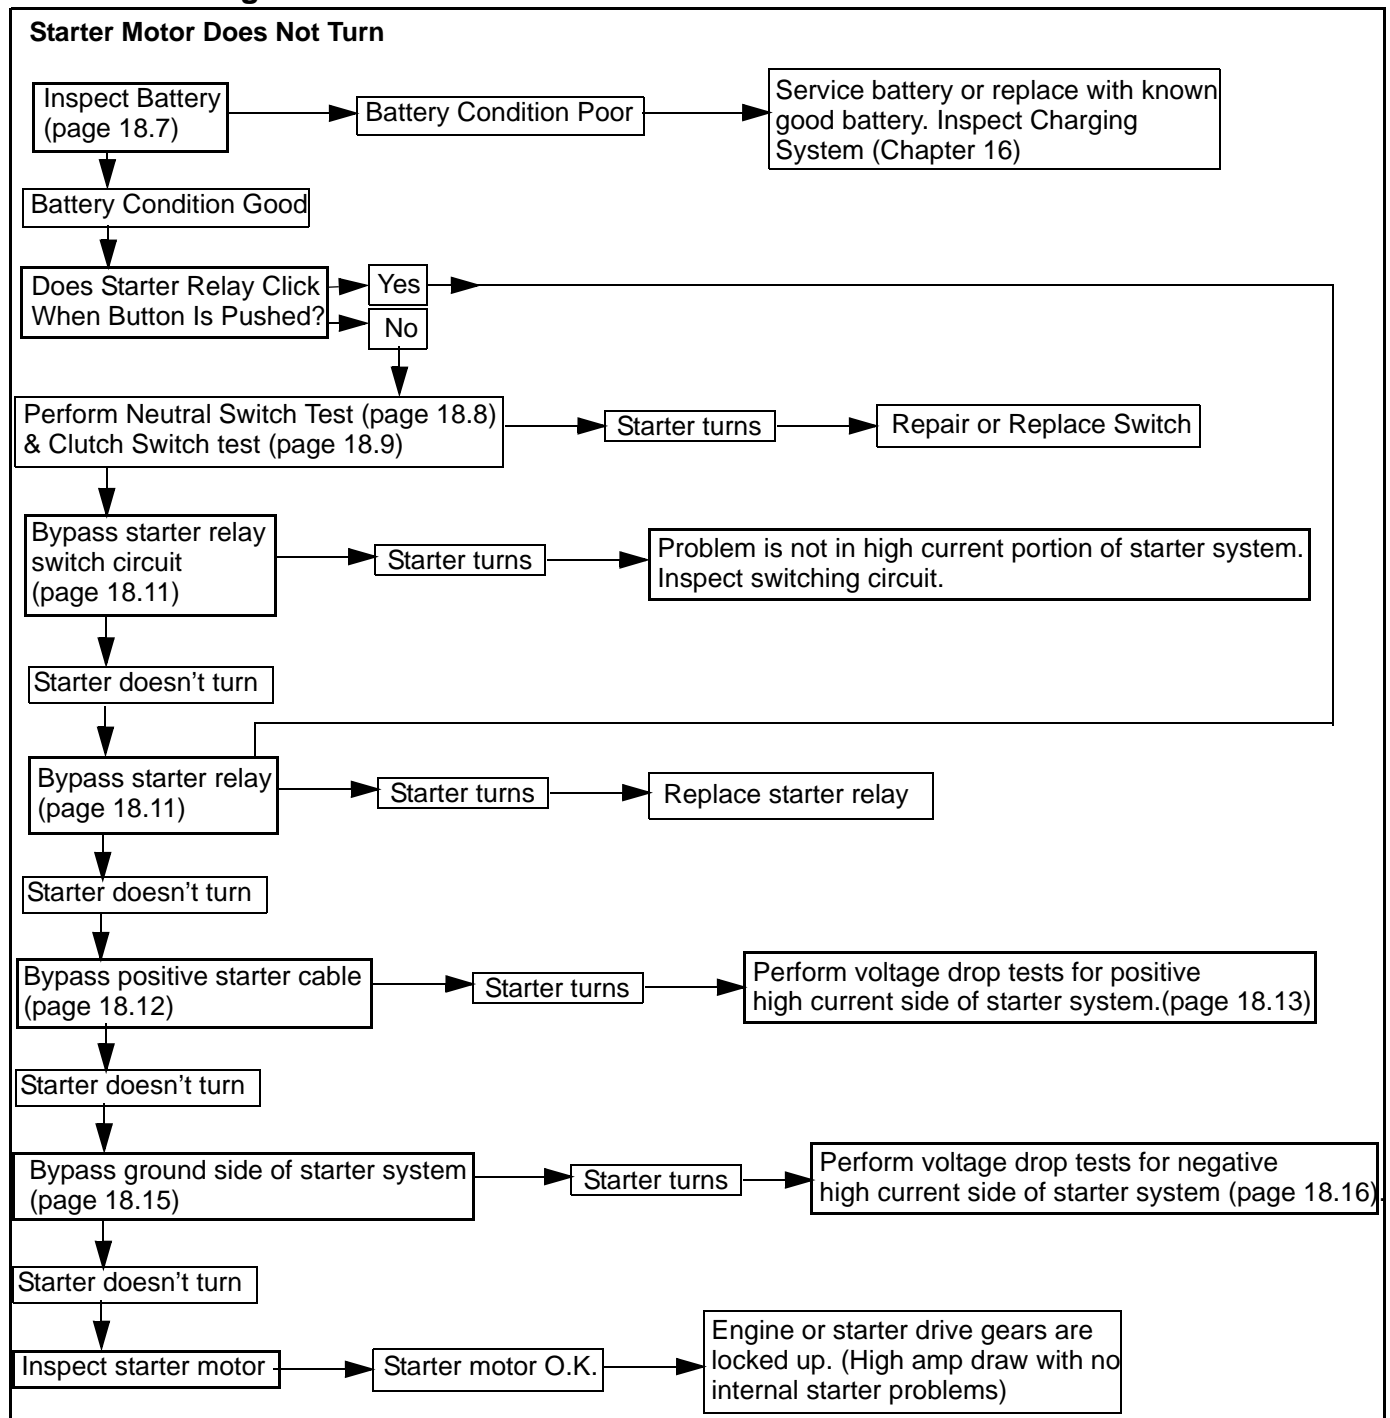 Starter Motor Does Not Turn
Inspect Battery
(page 18.7)
Battery Condition Poor
Service battery or replace with known
good battery. Inspect Charging
System (Chapter 16)
Battery Condition Good
Does Starter Relay Click
When Button Is Pushed?
Yes
No
Perform Neutral Switch Test (page 18.8)
& Clutch Switch test (page 18.9)
Starter turns
Repair or Replace Switch
Bypass starter relay
switch circuit
(page 18.11)
Starter turns
Problem is not in high current portion of starter system.
Inspect switching circuit.
Starter doesn't turn
Bypass starter relay
(page 18.11)
Starter turns
Replace starter relay
Starter doesn't turn
Bypass positive starter cable
(page 18.12)
Starter turns
Perform voltage drop tests for positive
high current side of starter system.(page 18.13)
Starter doesn't turn
Bypass ground side of starter system
(page 18.15)
Starter turns
Perform voltage drop tests for negative
high current side of starter system (page 18.16).
Starter doesn't turn
Inspect starter motor
Starter motor O.K.
Engine or starter drive gears are
locked up. (High amp draw with no
internal starter problems)